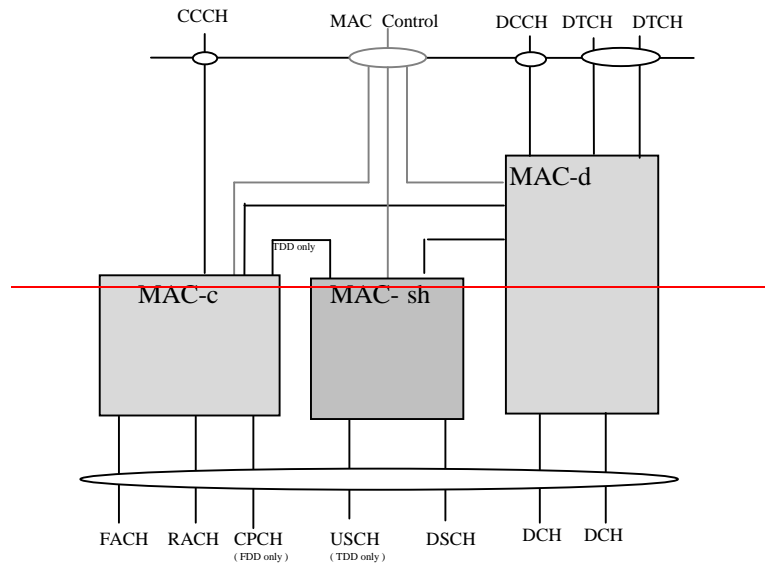 CCCH
MAC Control
DCCH
DTCH
DTCH
MAC-d
TDD only
MAC-c
MAC- sh
FACH
RACH
CPCH
( FDD only )
USCH
( TDD only )
DSCH
DCH
DCH